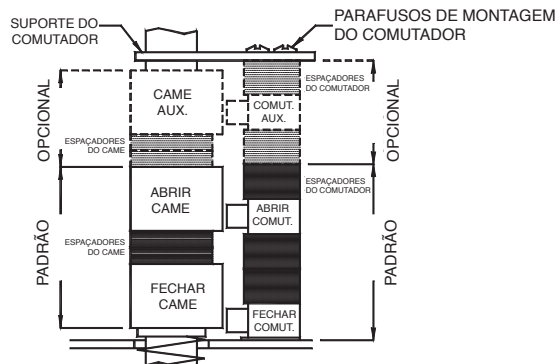 SUPORTE DO
COMUTADOR
PARAFUSOS DE MONTAGEM
DO COMUTADOR
OPCIONAL
CAME
AUX.
COMUT.
AUX.
ESPAÇADORES
DO COMUTADOR
OPCIONAL
ESPAÇADORES
DO CAME
PADRÃO
ABRIR
CAME
ABRIR
COMUT.
ESPAÇADORES
DO COMUTADOR
PADRÃO
ESPAÇADORES
DO CAME
FECHAR
CAME
FECHAR
COMUT.